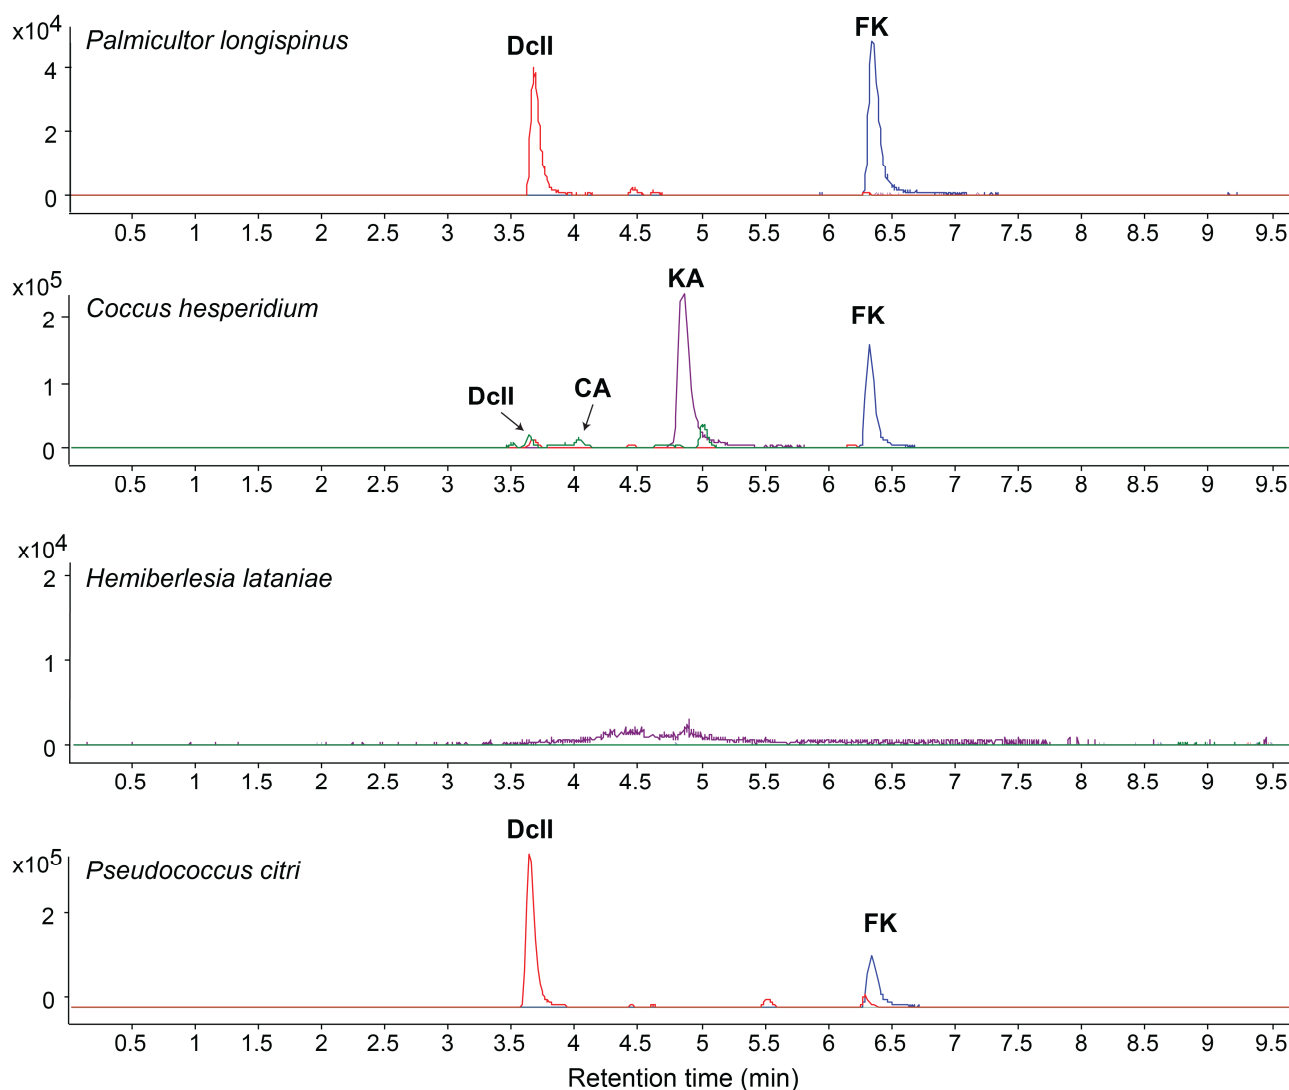 x10⁴
Palmicultor longispinus
DcII
FK
4
2
0
0.5 1 1.5 2 2.5 3 3.5 4 4.5 5 5.5 6 6.5 7 7.5 8 8.5 9 9.5
x10⁵
Coccus hesperidium
KA
FK
DcII
CA
2
1
0
0.5 1 1.5 2 2.5 3 3.5 4 4.5 5 5.5 6 6.5 7 7.5 8 8.5 9 9.5
x10⁴
Hemiberlesia lataniae
2
1
0
0.5 1 1.5 2 2.5 3 3.5 4 4.5 5 5.5 6 6.5 7 7.5 8 8.5 9 9.5
DcII
x10⁵
Pseudococcus citri
FK
2
0
0.5 1 1.5 2 2.5 3 3.5 4 4.5 5 5.5 6 6.5 7 7.5 8 8.5 9 9.5
Retention time (min)